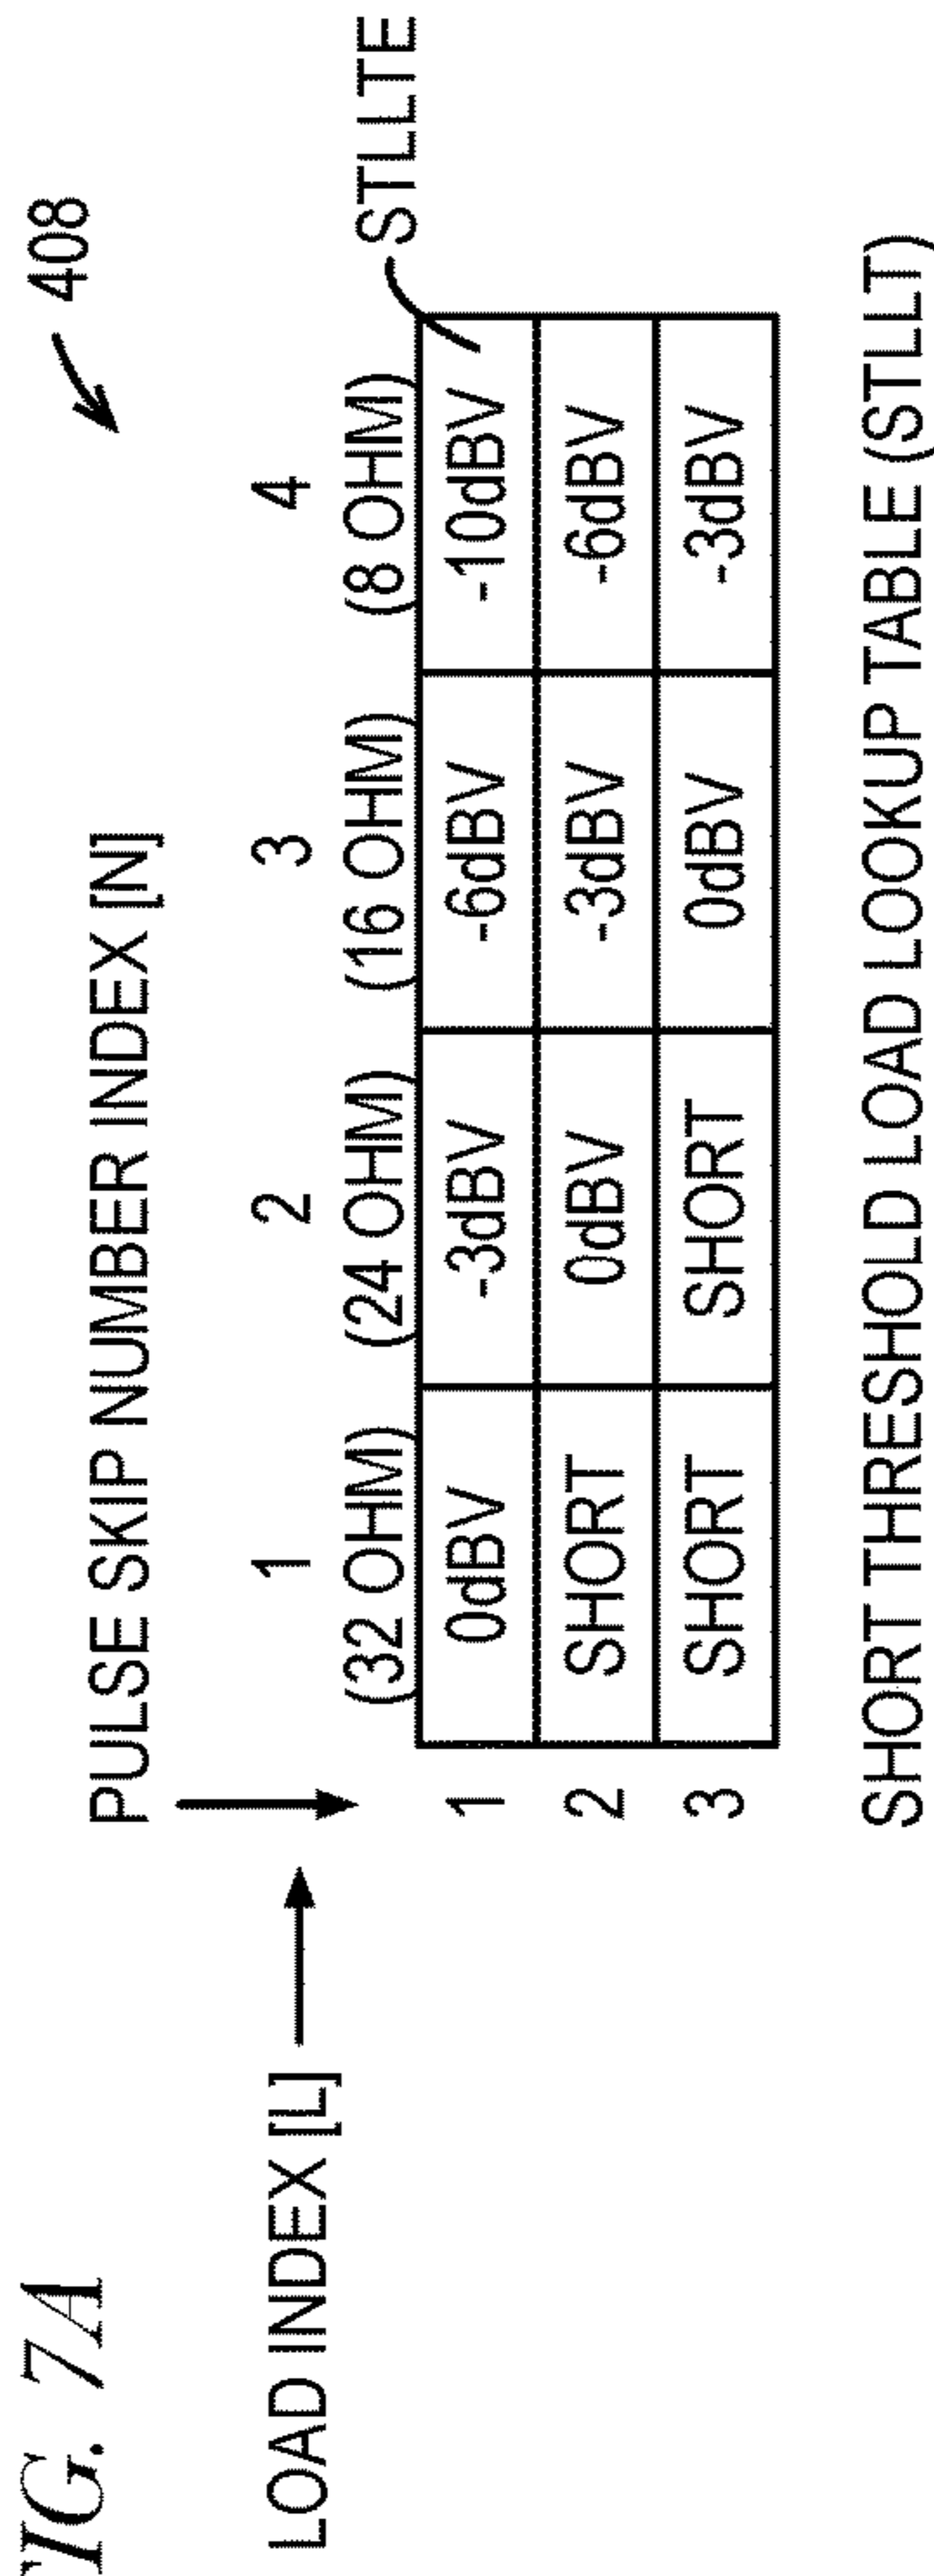 FIG. 7A
408
PULSE SKIP NUMBER INDEX [N]
LOAD INDEX [L]
1 2 3 4
(32 OHM) (24 OHM) (16 OHM) (8 OHM)
STLLTE
1 0dBV -3dBV -6dBV -10dBV
2 SHORT 0dBV -3dBV -6dBV
3 SHORT SHORT 0dBV -3dBV
SHORT THRESHOLD LOAD LOOKUP TABLE (STLLT)